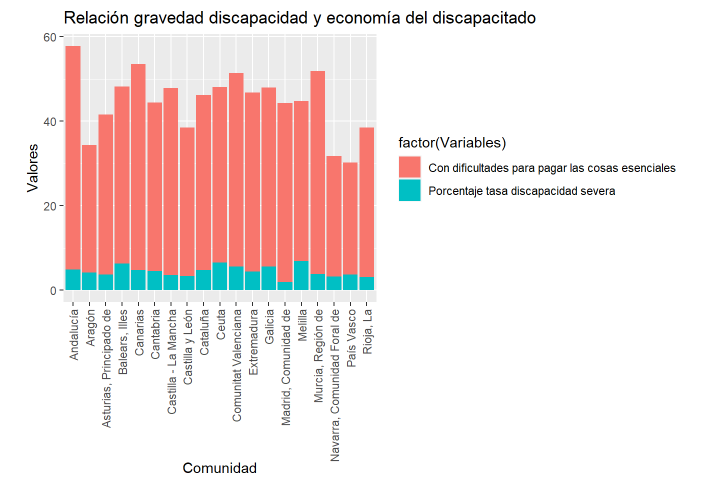 Relación gravedad discapacidad y economía del discapacitado
60
40
20
0
Valores
Andalucía
Aragón
Asturias, Principado de
Balears, Illes
Canarias
Cantabria
Castilla - La Mancha
Castilla y León
Cataluña
Ceuta
Comunitat Valenciana
Extremadura
Galicia
Madrid, Comunidad de
Melilla
Murcia, Región de
Navarra, Comunidad Foral de
País Vasco
Rioja, La
Comunidad
factor(Variables)
Con dificultades para pagar las cosas esenciales
Porcentaje tasa discapacidad severa